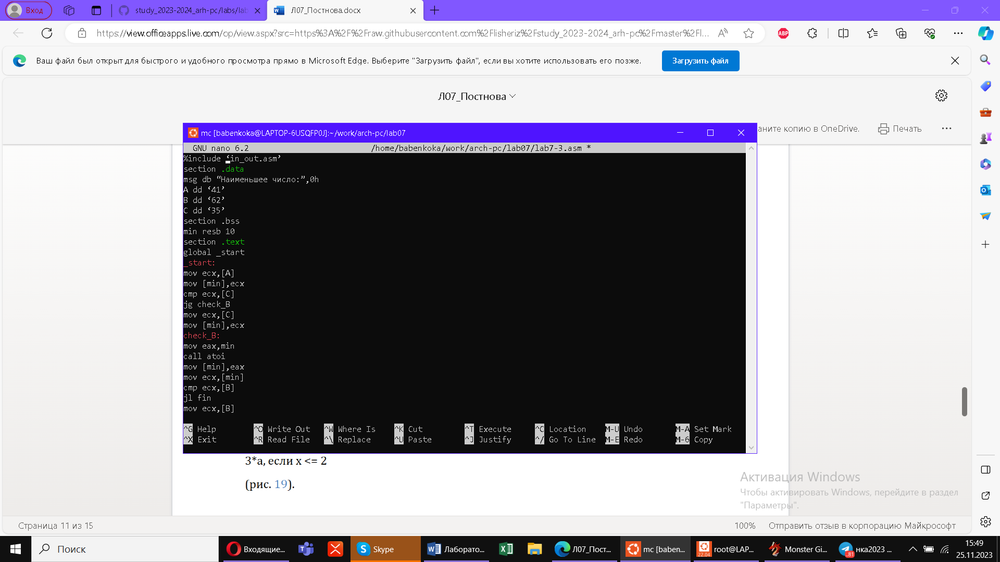 Вход
study_2023-2024_arh-pc/labs/lab
Л07_Постнова.docx
https://view.officeapps.live.com/op/view.aspx?src=https%3A%2F%2Fraw.githubusercontent.com%2Flisheriz%2Fstudy_2023-2024_arh-pc%2Fmaster%2Fl...
ABP
Ваш файл был открыт для быстрого и удобного просмотра прямо в Microsoft Edge. Выберите "Загрузить файл", если вы хотите использовать его позже.
Загрузить файл
Л07_Постнова
аните копию в OneDrive.
Печать
mc [babenkoka@LAPTOP-6USQFP0J]:~/work/arch-pc/lab07
GNU nano 6.2 /home/babenkoka/work/arch-pc/lab07/lab7-3.asm *
%include ‘in_out.asm’
section .data
msg db “Наименьшее число:”,0h
A dd ‘41’
B dd ‘62’
C dd ‘35’
section .bss
min resb 10
section .text
global _start
_start:
mov ecx,[A]
mov [min],ecx
cmp ecx,[C]
jg check_B
mov ecx,[C]
mov [min],ecx
check_B:
mov eax,min
call atoi
mov [min],eax
mov ecx,[min]
cmp ecx,[B]
jl fin
mov ecx,[B]
^G Help ^O Write Out ^W Where Is ^K Cut ^T Execute ^C Location M-U Undo M-A Set Mark
^X Exit ^R Read File ^\ Replace ^U Paste ^J Justify ^/ Go To Line M-E Redo M-6 Copy
3*a, если x <= 2
(рис. 19).
Активация Windows
Чтобы активировать Windows, перейдите в раздел
"Параметры".
Страница 11 из 15
100%
Отправить отзыв в корпорацию Майкрософт
Поиск
Входящие...
Skype
Лаборато...
Л07_Пост...
mc [baben...
22.04
root@LAP...
Monster Gi...
81
нка2023 ...
15:49
25.11.2023